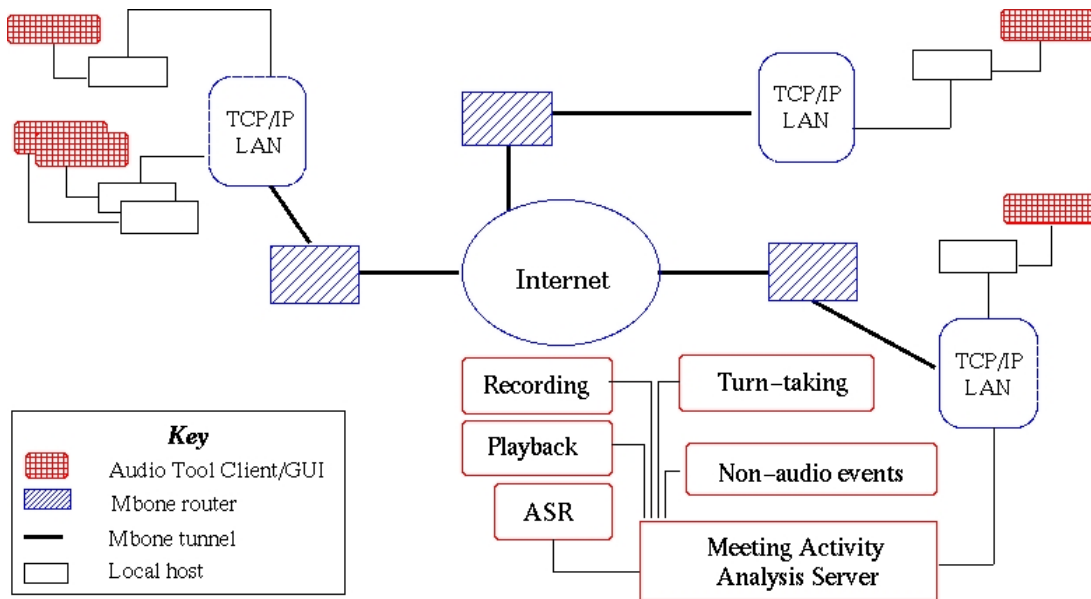 TCP/IP
LAN
TCP/IP
LAN
Internet
TCP/IP
LAN
Recording
Turn-taking
Playback
Non-audio events
ASR
Meeting Activity
Analysis Server
Key
Audio Tool Client/GUI
Mbone router
Mbone tunnel
Local host